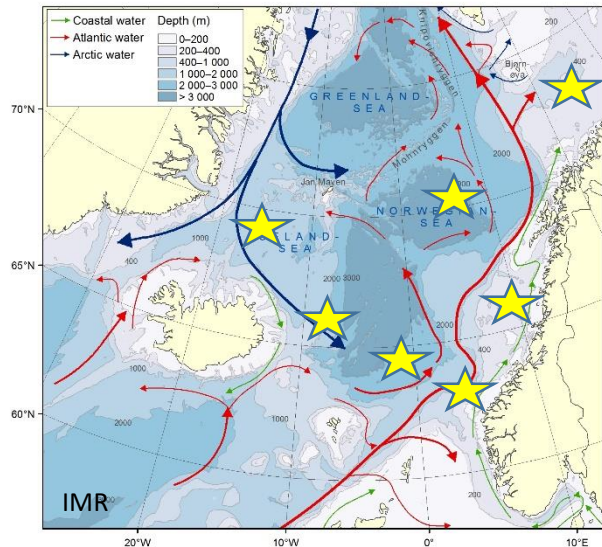 Coastal water
Atlantic water
Arctic water
Depth (m)
0–200
200–400
400–1 000
1 000–2 000
2 000–3 000
> 3 000
Knipovichryggen
Bjørn-
øya
400
200
GREENLAND-
SEA
2000
Mohnryggen
1000
Jan Mayen
2000
NORWEGIAN
SEA
1000
400
LAND-
SEA
2000
3000
2000
400
1000
1000
2000
200
200
IMR
70°N
65°N
60°N
20°W
10°W
0°
10°E